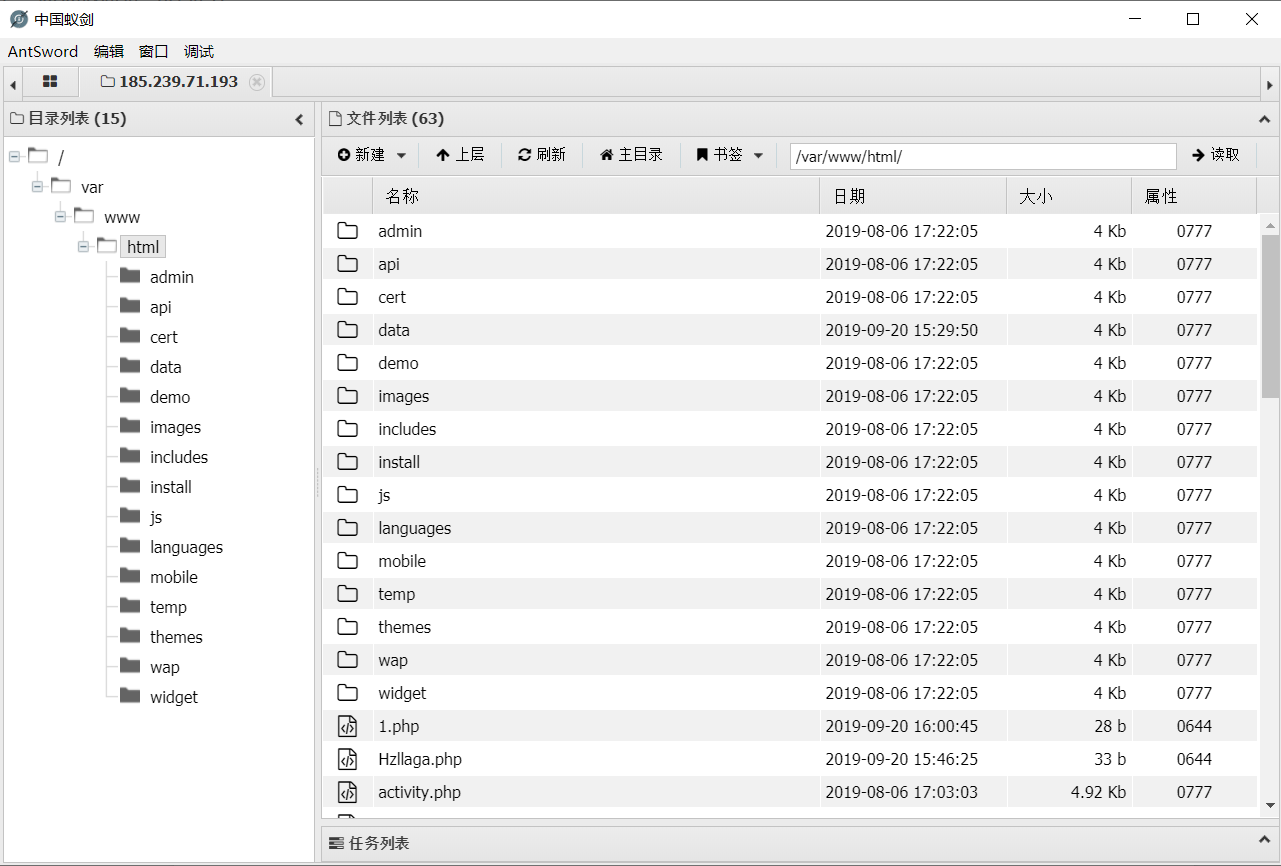 中国蚁剑
AntSword 编辑 窗口 调试
185.239.71.193
目录列表 (15)
/
var
www
html
admin
api
cert
data
demo
images
includes
install
js
languages
mobile
temp
themes
wap
widget
文件列表 (63)
新建 上层 刷新 主目录 书签 /var/www/html/ 读取
名称 日期 大小 属性
admin 2019-08-06 17:22:05 4 Kb 0777
api 2019-08-06 17:22:05 4 Kb 0777
cert 2019-08-06 17:22:05 4 Kb 0777
data 2019-09-20 15:29:50 4 Kb 0777
demo 2019-08-06 17:22:05 4 Kb 0777
images 2019-08-06 17:22:05 4 Kb 0777
includes 2019-08-06 17:22:05 4 Kb 0777
install 2019-08-06 17:22:05 4 Kb 0777
js 2019-08-06 17:22:05 4 Kb 0777
languages 2019-08-06 17:22:05 4 Kb 0777
mobile 2019-08-06 17:22:05 4 Kb 0777
temp 2019-08-06 17:22:05 4 Kb 0777
themes 2019-08-06 17:22:05 4 Kb 0777
wap 2019-08-06 17:22:05 4 Kb 0777
widget 2019-08-06 17:22:05 4 Kb 0777
1.php 2019-09-20 16:00:45 28 b 0644
Hzllaga.php 2019-09-20 15:46:25 33 b 0644
activity.php 2019-08-06 17:03:03 4.92 Kb 0777
任务列表